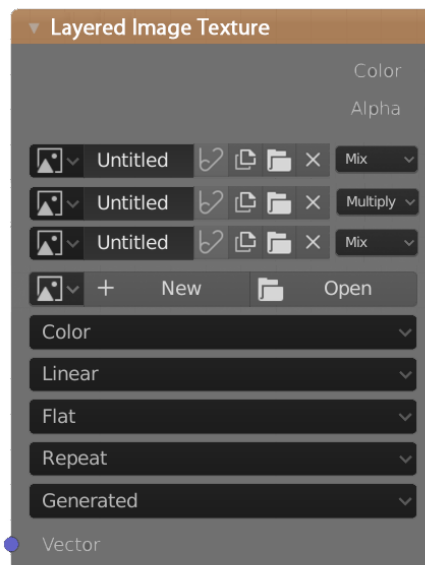 Layered Image Texture
Color
Alpha
Untitled Mix
Untitled Multiply
Untitled Mix
New Open
Color
Linear
Flat
Repeat
Generated
Vector